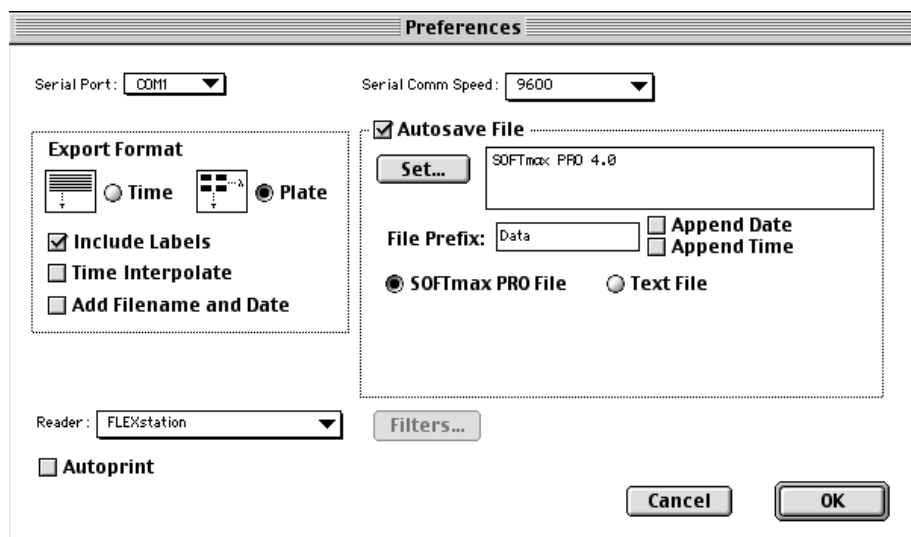 Preferences
Serial Port: COM1
Serial Comm Speed: 9600
Export Format
Time
Plate
Include Labels
Time Interpolate
Add Filename and Date
Autosave File
Set...
SOFTmax PRO 4.0
File Prefix: Data
Append Date
Append Time
SOFTmax PRO File
Text File
Reader: FLEXstation
Filters...
Autoprint
Cancel
OK